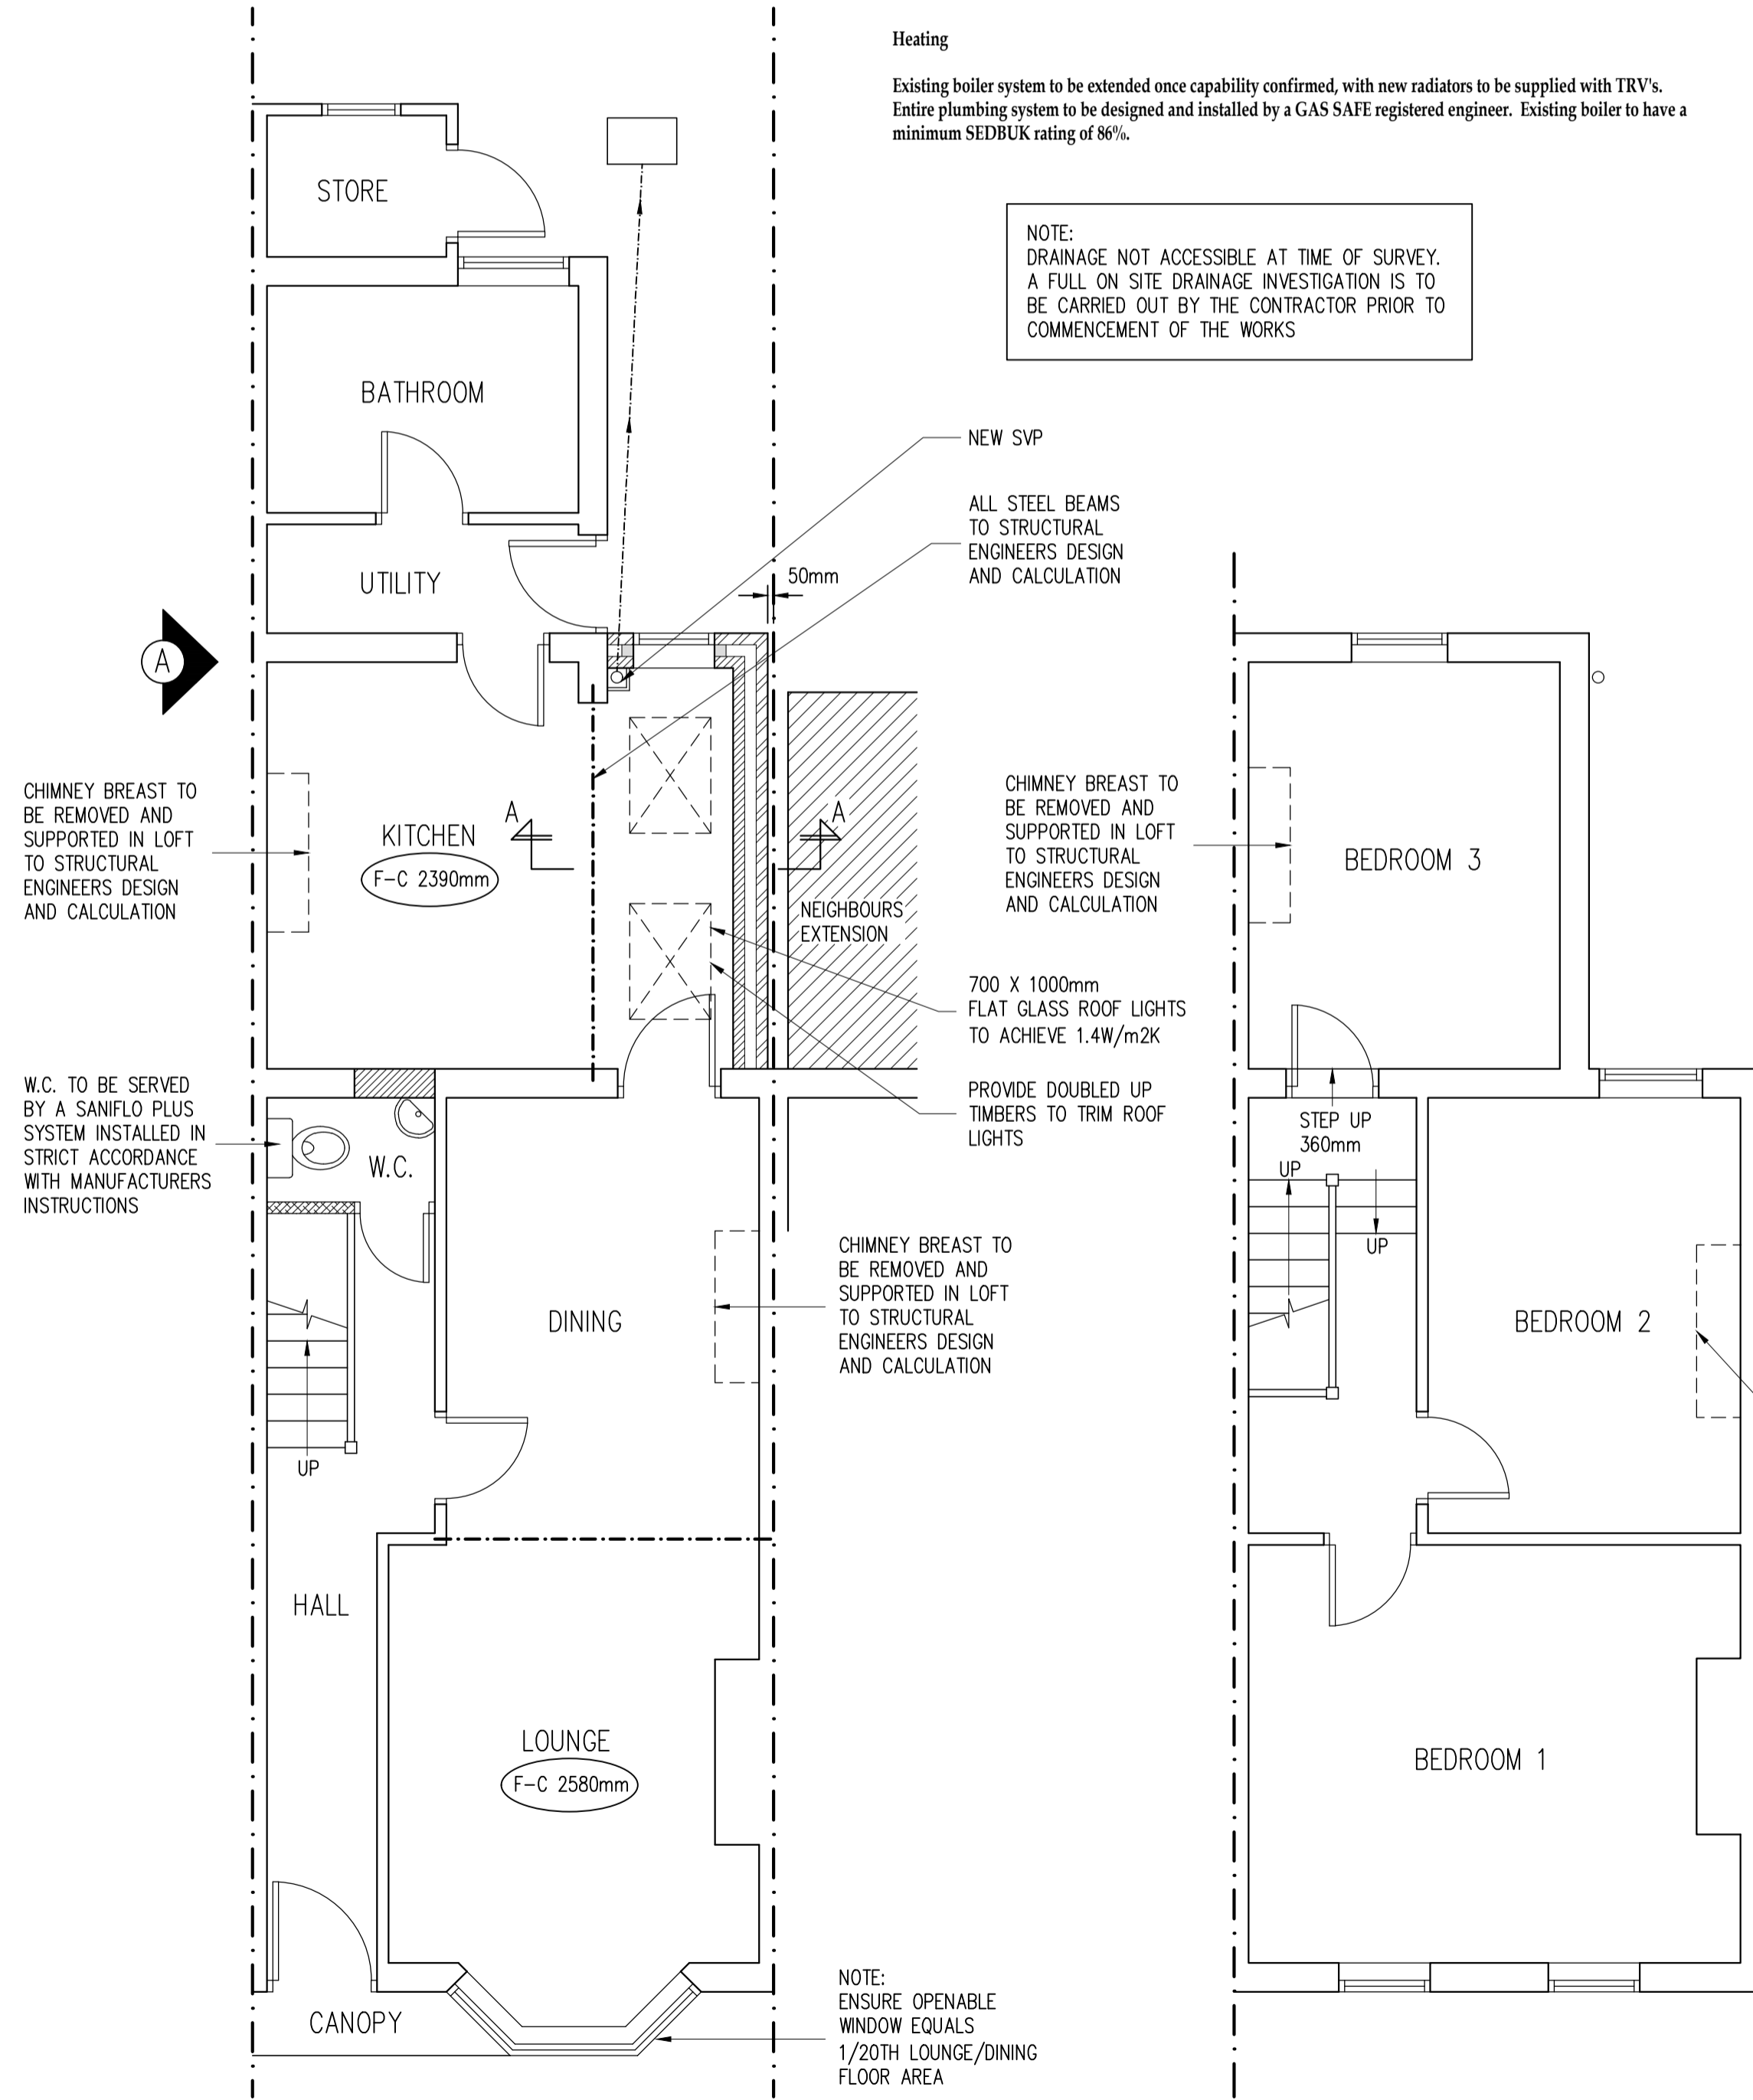 Heating
Existing boiler system to be extended once capability confirmed, with new radiators to be supplied with TRV's.
Entire plumbing system to be designed and installed by a GAS SAFE registered engineer.  Existing boiler to have a
minimum SEDBUK rating of 86%.
NOTE:
DRAINAGE NOT ACCESSIBLE AT TIME OF SURVEY.
A FULL ON SITE DRAINAGE INVESTIGATION IS TO
BE CARRIED OUT BY THE CONTRACTOR PRIOR TO
COMMENCEMENT OF THE WORKS
STORE
BATHROOM
UTILITY
NEW SVP
ALL STEEL BEAMS
TO STRUCTURAL
ENGINEERS DESIGN
AND CALCULATION
50mm
A
CHIMNEY BREAST TO
BE REMOVED AND
SUPPORTED IN LOFT
TO STRUCTURAL
ENGINEERS DESIGN
AND CALCULATION
KITCHEN
F-C 2390mm
A
A
NEIGHBOURS
EXTENSION
CHIMNEY BREAST TO
BE REMOVED AND
SUPPORTED IN LOFT
TO STRUCTURAL
ENGINEERS DESIGN
AND CALCULATION
BEDROOM 3
700 X 1000mm
FLAT GLASS ROOF LIGHTS
TO ACHIEVE 1.4W/m2K
PROVIDE DOUBLED UP
TIMBERS TO TRIM ROOF
LIGHTS
W.C. TO BE SERVED
BY A SANIFLO PLUS
SYSTEM INSTALLED IN
STRICT ACCORDANCE
WITH MANUFACTURERS
INSTRUCTIONS
W.C.
STEP UP
360mm
UP
UP
CHIMNEY BREAST TO
BE REMOVED AND
SUPPORTED IN LOFT
TO STRUCTURAL
ENGINEERS DESIGN
AND CALCULATION
DINING
BEDROOM 2
UP
HALL
LOUNGE
F-C 2580mm
BEDROOM 1
CANOPY
NOTE:
ENSURE OPENABLE
WINDOW EQUALS
1/20TH LOUNGE/DINING
FLOOR AREA